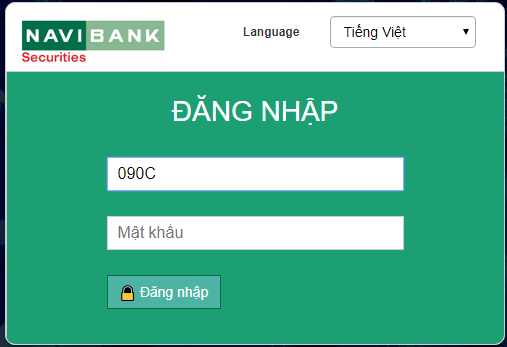 NAVIBANK
Securities
Language
Tiếng Việt
ĐĂNG NHẬP
090C
Mật khẩu
Đăng nhập